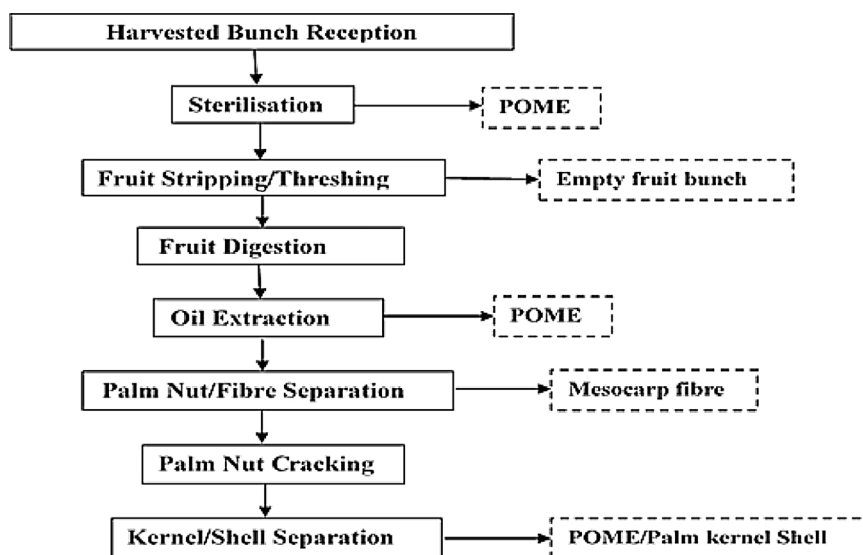 Harvested Bunch Reception
Sterilisation
POME
Fruit Stripping/Threshing
Empty fruit bunch
Fruit Digestion
Oil Extraction
POME
Palm Nut/Fibre Separation
Mesocarp fibre
Palm Nut Cracking
Kernel/Shell Separation
POME/Palm kernel Shell